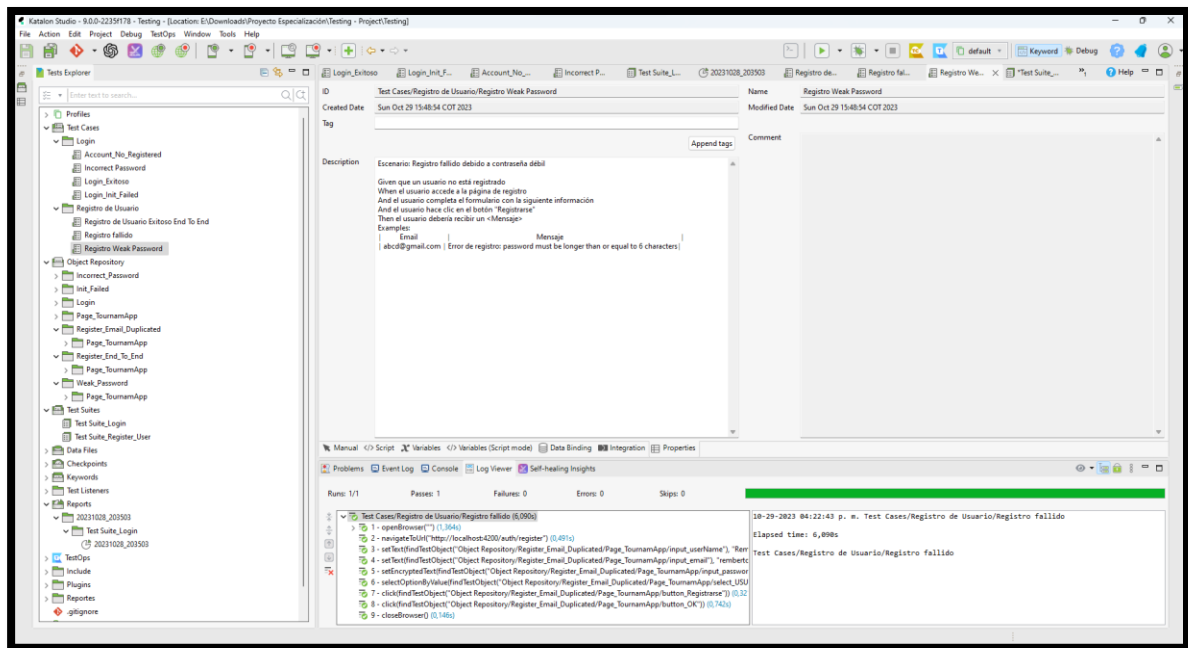 Katalon Studio - 9.0.0-2235f178 - Testing - [Location: E:\Downloads\Proyecto Especialización\Testing - Project\Testing]
File Action Edit Project Debug TestOps Window Tools Help
default Keyword Debug
Tests Explorer
Enter text to search...
Profiles
Test Cases
Login
Account_No_Registered
Incorrect Password
Login_Exitoso
Login_Init_Failed
Registro de Usuario
Registro de Usuario Exitoso End To End
Registro fallido
Registro Weak Password
Object Repository
Incorrect_Password
Init_Failed
Login
Page_TournamApp
Register_Email_Duplicated
Page_TournamApp
Register_End_To_End
Page_TournamApp
Weak_Password
Page_TournamApp
Test Suites
Test Suite_Login
Test Suite_Register_User
Data Files
Checkpoints
Keywords
Test Listeners
Reports
20231028_203503
Test Suite_Login
20231028_203503
TestOps
Include
Plugins
Reportes
.gitignore
Login_Exitoso Login_Init_F... Account_No_... Incorrect P... Test Suite_L... 20231028_203503 Registro de... Registro fal... Registro We... *Test Suite_... Help
ID Test Cases/Registro de Usuario/Registro Weak Password Name Registro Weak Password
Created Date Sun Oct 29 15:48:54 COT 2023 Modified Date Sun Oct 29 15:48:54 COT 2023
Tag
Append tags
Comment
Description
Escenario: Registro fallido debido a contraseña débil
Given que un usuario no está registrado
When el usuario accede a la página de registro
And el usuario completa el formulario con la siguiente información
And el usuario hace clic en el botón "Registrarse"
Then el usuario debería recibir un <Mensaje>
Examples:
| Email | Mensaje |
| abcd@gmail.com | Error de registro: password must be longer than or equal to 6 characters|
Manual Script Variables Variables (Script mode) Data Binding Integration Properties
Problems Event Log Console Log Viewer Self-healing Insights
Runs: 1/1 Passes: 1 Failures: 0 Errors: 0 Skips: 0
Test Cases/Registro de Usuario/Registro fallido (6,090s)
1 - openBrowser("") (1,364s)
2 - navigateToUrl("http://localhost:4200/auth/register") (0,491s)
3 - setText(findTestObject("Object Repository/Register_Email_Duplicated/Page_TournamApp/input_userName"), "Rem
4 - setText(findTestObject("Object Repository/Register_Email_Duplicated/Page_TournamApp/input_email"), "rembertc
5 - setEncryptedText(findTestObject("Object Repository/Register_Email_Duplicated/Page_TournamApp/input_passwor
6 - selectOptionByValue(findTestObject("Object Repository/Register_Email_Duplicated/Page_TournamApp/select_USU
7 - click(findTestObject("Object Repository/Register_Email_Duplicated/Page_TournamApp/button_Registrarse")) (0,32
8 - click(findTestObject("Object Repository/Register_Email_Duplicated/Page_TournamApp/button_OK")) (0,742s)
9 - closeBrowser() (0,146s)
10-29-2023 04:22:43 p. m. Test Cases/Registro de Usuario/Registro fallido
Elapsed time: 6,090s
Test Cases/Registro de Usuario/Registro fallido